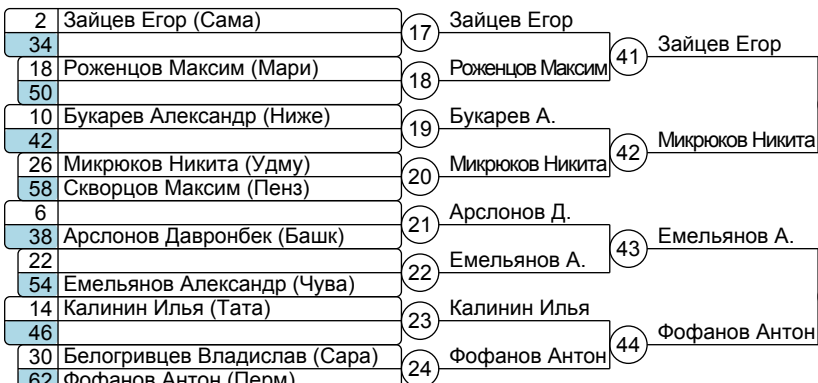 2 Зайцев Егор (Сама)
34
17 Зайцев Егор
18 Роженцов Максим (Мари)
50
18 Роженцов Максим
41 Зайцев Егор
10 Букарев Александр (Ниже)
42
19 Букарев А.
26 Микрюков Никита (Удму)
58 Скворцов Максим (Пенз)
20 Микрюков Никита
42 Микрюков Никита
6
38 Арслонов Давронбек (Башк)
21 Арслонов Д.
22
54 Емельянов Александр (Чува)
22 Емельянов А.
43 Емельянов А.
14 Калинин Илья (Тата)
46
23 Калинин Илья
30 Белогривцев Владислав (Сара)
62 Фофанов Антон (Перм)
24 Фофанов Антон
44 Фофанов Антон